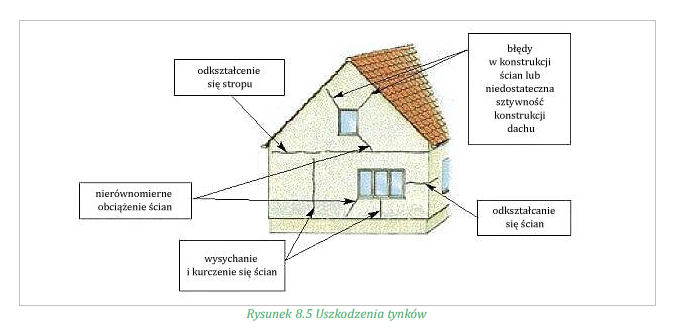 błędy
w konstrukcji
ścian lub
niedostateczna
sztywność
konstrukcji
dachu
odkształcenie
się stropu
nierównomierne
obciążenie ścian
odkształcanie
się ścian
wysychanie
i kurczenie się ścian
Rysunek 8.5 Uszkodzenia tynków